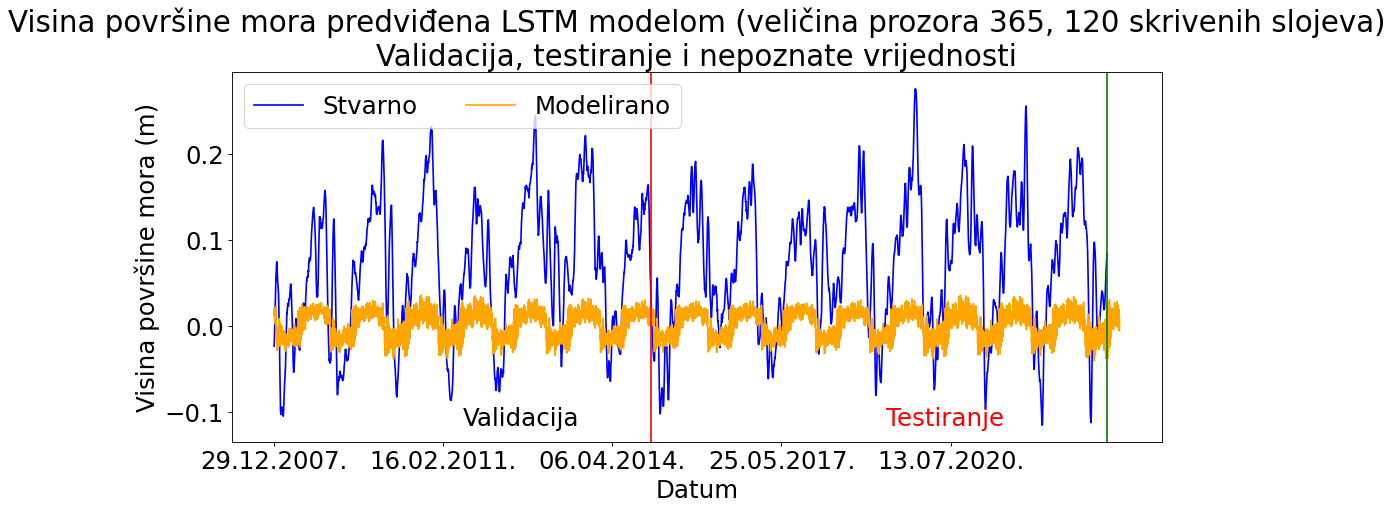 Visina površine mora predviđena LSTM modelom (veličina prozora 365, 120 skrivenih slojeva)
Validacija, testiranje i nepoznate vrijednosti
Stvarno
Modelirano
Visina površine mora (m)
0.2
0.1
0.0
−0.1
Validacija
Testiranje
29.12.2007.
16.02.2011.
06.04.2014.
25.05.2017.
13.07.2020.
Datum